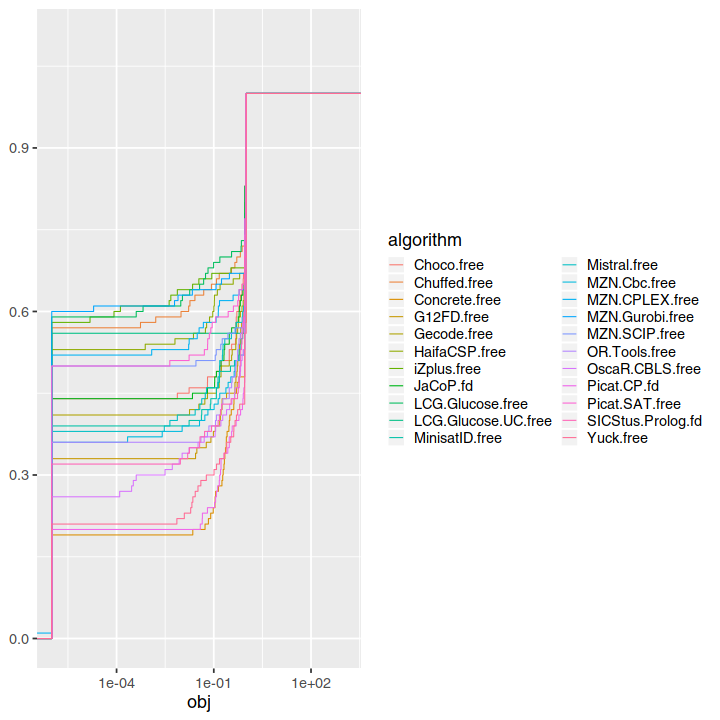 0.9
0.6
0.3
0.0
1e-04 1e-01 1e+02
obj
algorithm
Choco.free
Chuffed.free
Concrete.free
G12FD.free
Gecode.free
HaifaCSP.free
iZplus.free
JaCoP.fd
LCG.Glucose.free
LCG.Glucose.UC.free
MinisatID.free
Mistral.free
MZN.Cbc.free
MZN.CPLEX.free
MZN.Gurobi.free
MZN.SCIP.free
OR.Tools.free
OscaR.CBLS.free
Picat.CP.fd
Picat.SAT.free
SICStus.Prolog.fd
Yuck.free